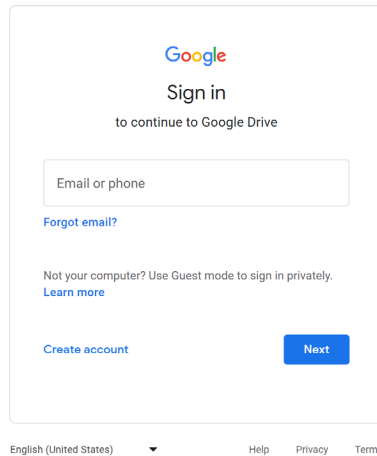 Google
Sign in
to continue to Google Drive
Email or phone
Forgot email?
Not your computer? Use Guest mode to sign in privately.
Learn more
Create account
Next
English (United States)
Help
Privacy
Term